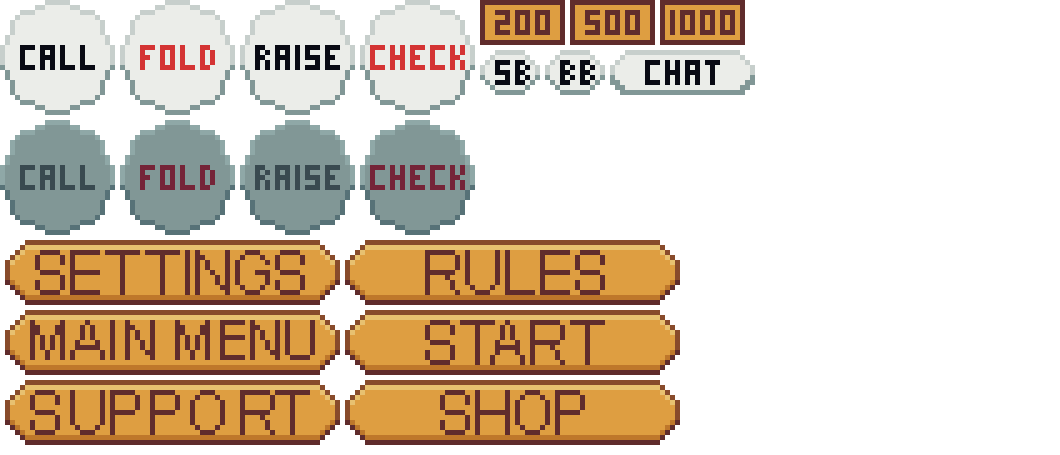 CALL FOLD RAISE CHECK 200 500 1000
SB BB CHAT
CALL FOLD RAISE CHECK
SETTINGS RULES
MAIN MENU START
SUPPORT SHOP